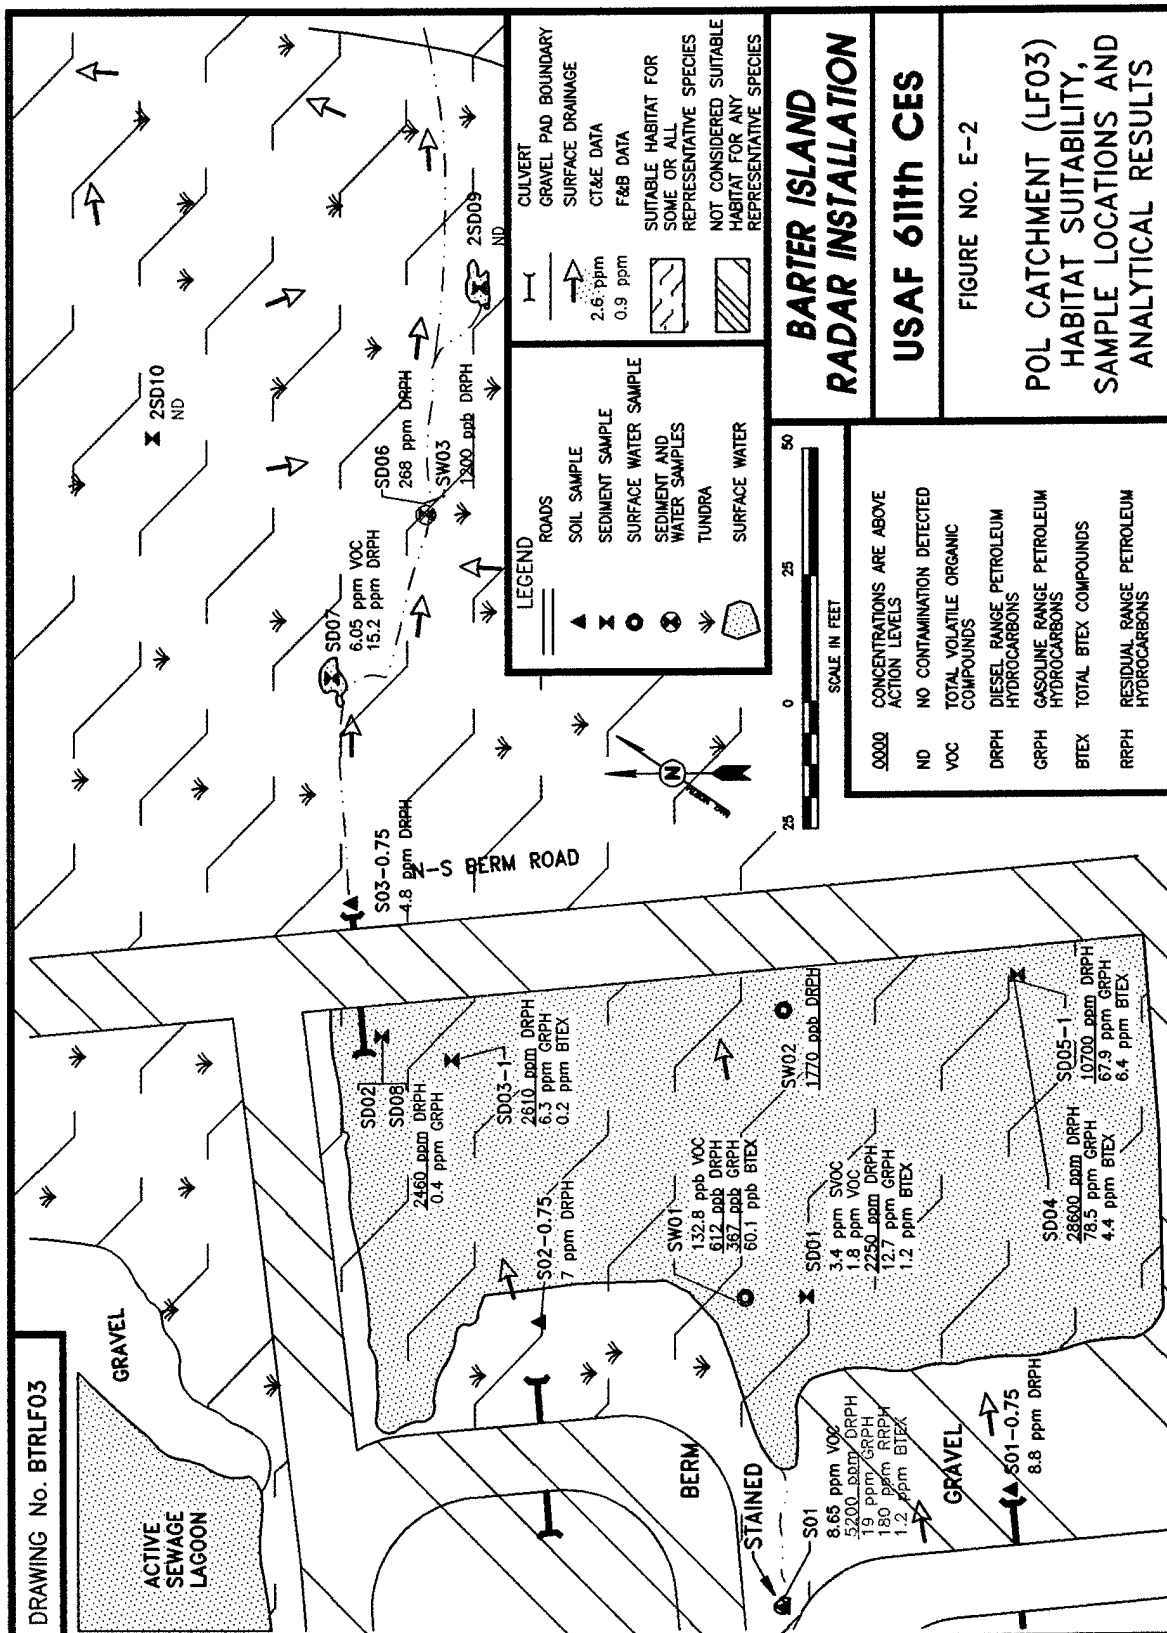 DRAWING No. BTRLF03
ACTIVE
SEWAGE
LAGOON
GRAVEL
SD02
SD08
2460 ppm DRPH
0.4 ppm GRPH
SD03-1
2610 ppm DRPH
6.3 ppm GRPH
0.2 ppm BTEX
S02-0.75
7 ppm DRPH
SW01
132.8 ppb VOC
612 ppb DRPH
367 ppb GRPH
60.1 ppb BTEX
SW02
1770 ppb DRPH
SD01
3.4 ppm SVOC
1.8 ppm VOC
2250 ppm DRPH
12.7 ppm GRPH
1.2 ppm BTEX
SD04
28600 ppm DRPH
78.5 ppm GRPH
4.4 ppm BTEX
SD05-1
10700 ppm DRPH
67.9 ppm GRPH
6.4 ppm BTEX
BERM
STAINED
S01
8.65 ppm VOC
5200 ppm DRPH
19 ppm GRPH
180 ppm RRPH
1.2 ppm BTEX
GRAVEL
S01-0.75
8.8 ppm DRPH
S03-0.75
4.8 ppm DRPH
N-S BERM ROAD
SD07
6.05 ppm VOC
15.2 ppm DRPH
SD06
268 ppm DRPH
SW03
1200 ppb DRPH
2SD10
ND
2SD09
ND
N
LEGEND
ROADS
SOIL SAMPLE
SEDIMENT SAMPLE
SURFACE WATER SAMPLE
SEDIMENT AND
WATER SAMPLES
TUNDRA
SURFACE WATER
CULVERT
GRAVEL PAD BOUNDARY
SURFACE DRAINAGE
2.6 ppm CT&E DATA
0.9 ppm F&B DATA
SUITABLE HABITAT FOR
SOME OR ALL
REPRESENTATIVE SPECIES
NOT CONSIDERED SUITABLE
HABITAT FOR ANY
REPRESENTATIVE SPECIES
25 0 25 50
SCALE IN FEET
0000 CONCENTRATIONS ARE ABOVE
ACTION LEVELS
ND NO CONTAMINATION DETECTED
VOC TOTAL VOLATILE ORGANIC
COMPOUNDS
DRPH DIESEL RANGE PETROLEUM
HYDROCARBONS
GRPH GASOLINE RANGE PETROLEUM
HYDROCARBONS
BTEX TOTAL BTEX COMPOUNDS
RRPH RESIDUAL RANGE PETROLEUM
HYDROCARBONS
BARTER ISLAND
RADAR INSTALLATION
USAF 611th CES
FIGURE NO. E-2
POL CATCHMENT (LF03)
HABITAT SUITABILITY,
SAMPLE LOCATIONS AND
ANALYTICAL RESULTS